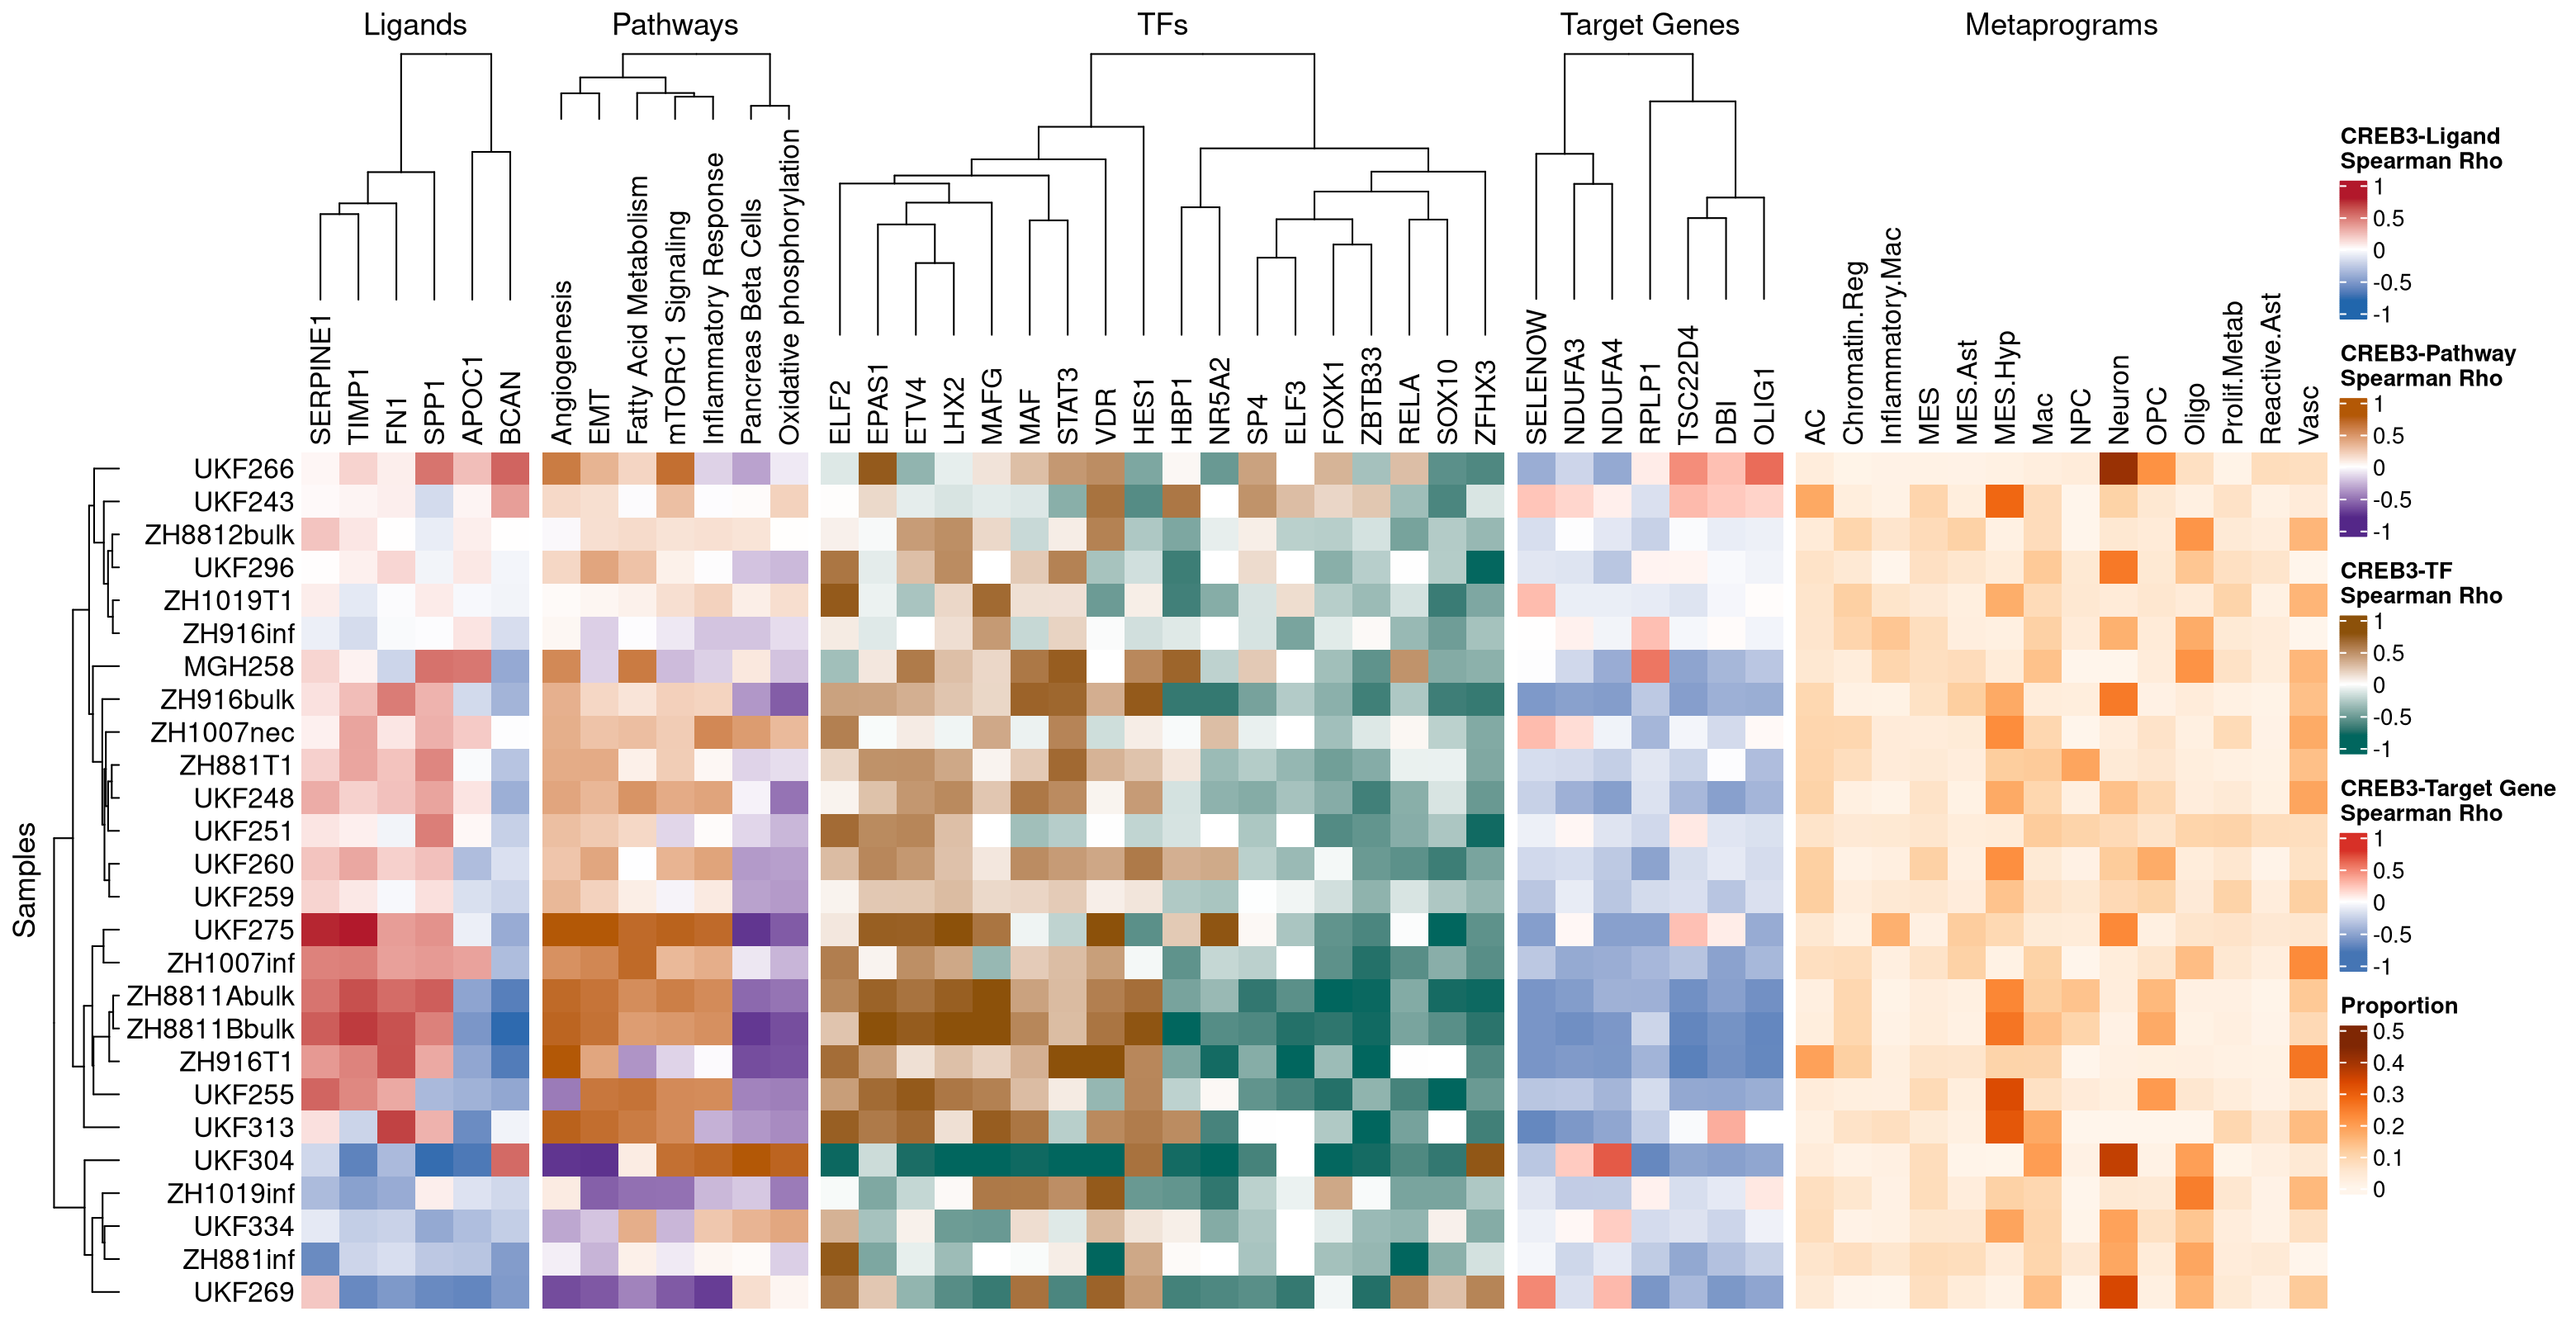 Ligands
Pathways
TFs
Target Genes
Metaprograms
SERPINE1
TIMP1
FN1
SPP1
APOC1
BCAN
Angiogenesis
EMT
Fatty Acid Metabolism
mTORC1 Signaling
Inflammatory Response
Pancreas Beta Cells
Oxidative phosphorylation
ELF2
EPAS1
ETV4
LHX2
MAFG
MAF
STAT3
VDR
HES1
HBP1
NR5A2
SP4
ELF3
FOXK1
ZBTB33
RELA
SOX10
ZFHX3
SELENOW
NDUFA3
NDUFA4
RPLP1
TSC22D4
DBI
OLIG1
AC
Chromatin.Reg
Inflammatory.Mac
MES
MES.Ast
MES.Hyp
Mac
NPC
Neuron
OPC
Oligo
Prolif.Metab
Reactive.Ast
Vasc
Samples
UKF266
UKF243
ZH8812bulk
UKF296
ZH1019T1
ZH916inf
MGH258
ZH916bulk
ZH1007nec
ZH881T1
UKF248
UKF251
UKF260
UKF259
UKF275
ZH1007inf
ZH8811Abulk
ZH8811Bbulk
ZH916T1
UKF255
UKF313
UKF304
ZH1019inf
UKF334
ZH881inf
UKF269
CREB3-Ligand
Spearman Rho
1
0.5
0
-0.5
-1
CREB3-Pathway
Spearman Rho
1
0.5
0
-0.5
-1
CREB3-TF
Spearman Rho
1
0.5
0
-0.5
-1
CREB3-Target Gene
Spearman Rho
1
0.5
0
-0.5
-1
Proportion
0.5
0.4
0.3
0.2
0.1
0